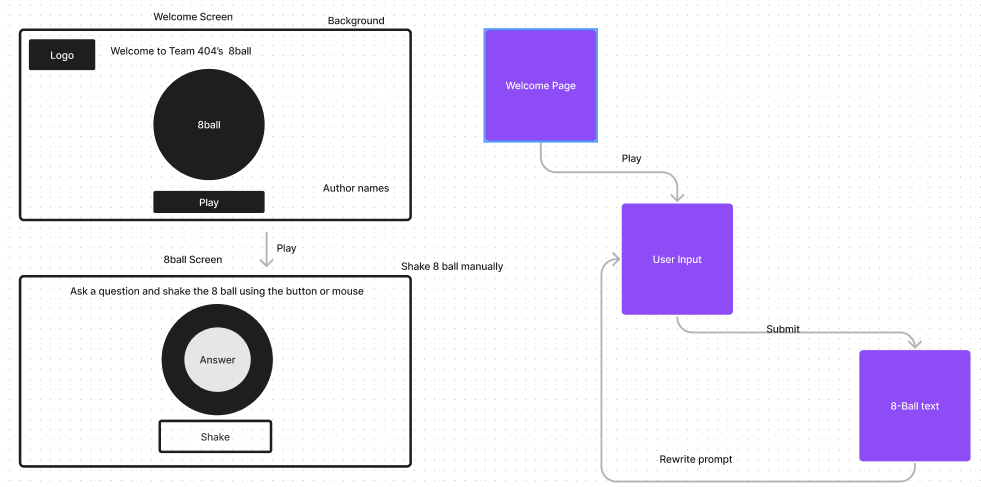 Welcome Screen
Background
Logo
Welcome to Team 404's 8ball
8ball
Author names
Play
Play
8ball Screen
Shake 8 ball manually
Ask a question and shake the 8 ball using the button or mouse
Answer
Shake
Welcome Page
Play
User Input
Submit
8-Ball text
Rewrite prompt